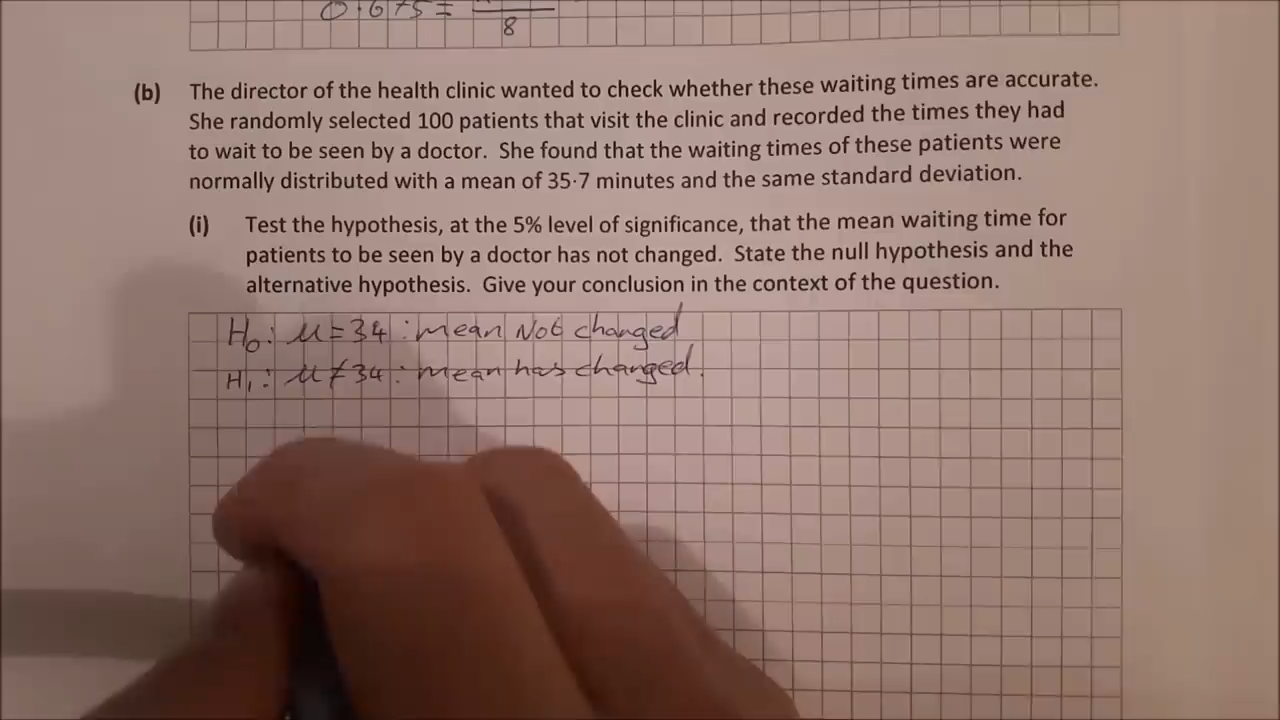 0.675 =
8
(b) The director of the health clinic wanted to check whether these waiting times are accurate.
She randomly selected 100 patients that visit the clinic and recorded the times they had
to wait to be seen by a doctor. She found that the waiting times of these patients were
normally distributed with a mean of 35·7 minutes and the same standard deviation.
(i) Test the hypothesis, at the 5% level of significance, that the mean waiting time for
patients to be seen by a doctor has not changed. State the null hypothesis and the
alternative hypothesis. Give your conclusion in the context of the question.
H₀: μ = 34 : mean Not changed
H₁: μ ≠ 34 : mean has changed.